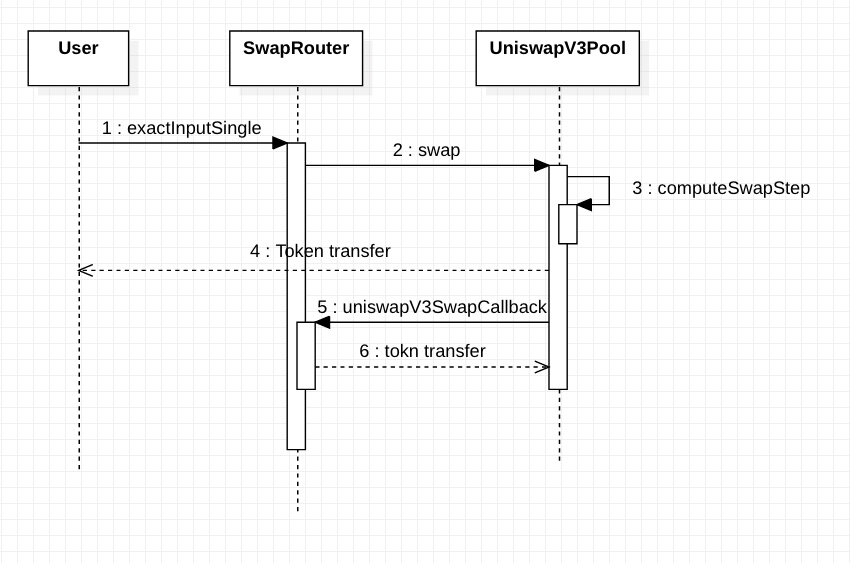 User
SwapRouter
UniswapV3Pool
1 : exactInputSingle
2 : swap
3 : computeSwapStep
4 : Token transfer
5 : uniswapV3SwapCallback
6 : tokn transfer